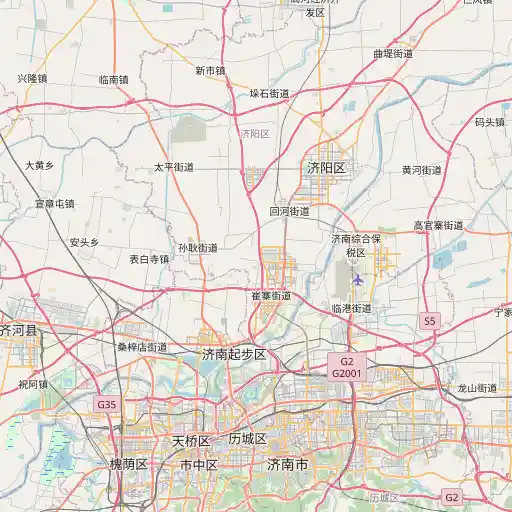 仁风镇
济南经济开
发区
曲堤街道
新市镇
兴隆镇
临南镇
垛石街道
码头镇
济阳区
大黄乡
太平街道
济阳区
黄河街道
宣章屯镇
回河街道
高官寨街道
安头乡
孙耿街道
济南综合保
税区
表白寺镇
崔寨街道
临港街道
宁家
S5
齐河县
桑梓店街道
济南起步区
G2
G2001
祝阿镇
龙山街道
G35
天桥区
历城区
槐荫区
市中区
济南市
历城区
G2